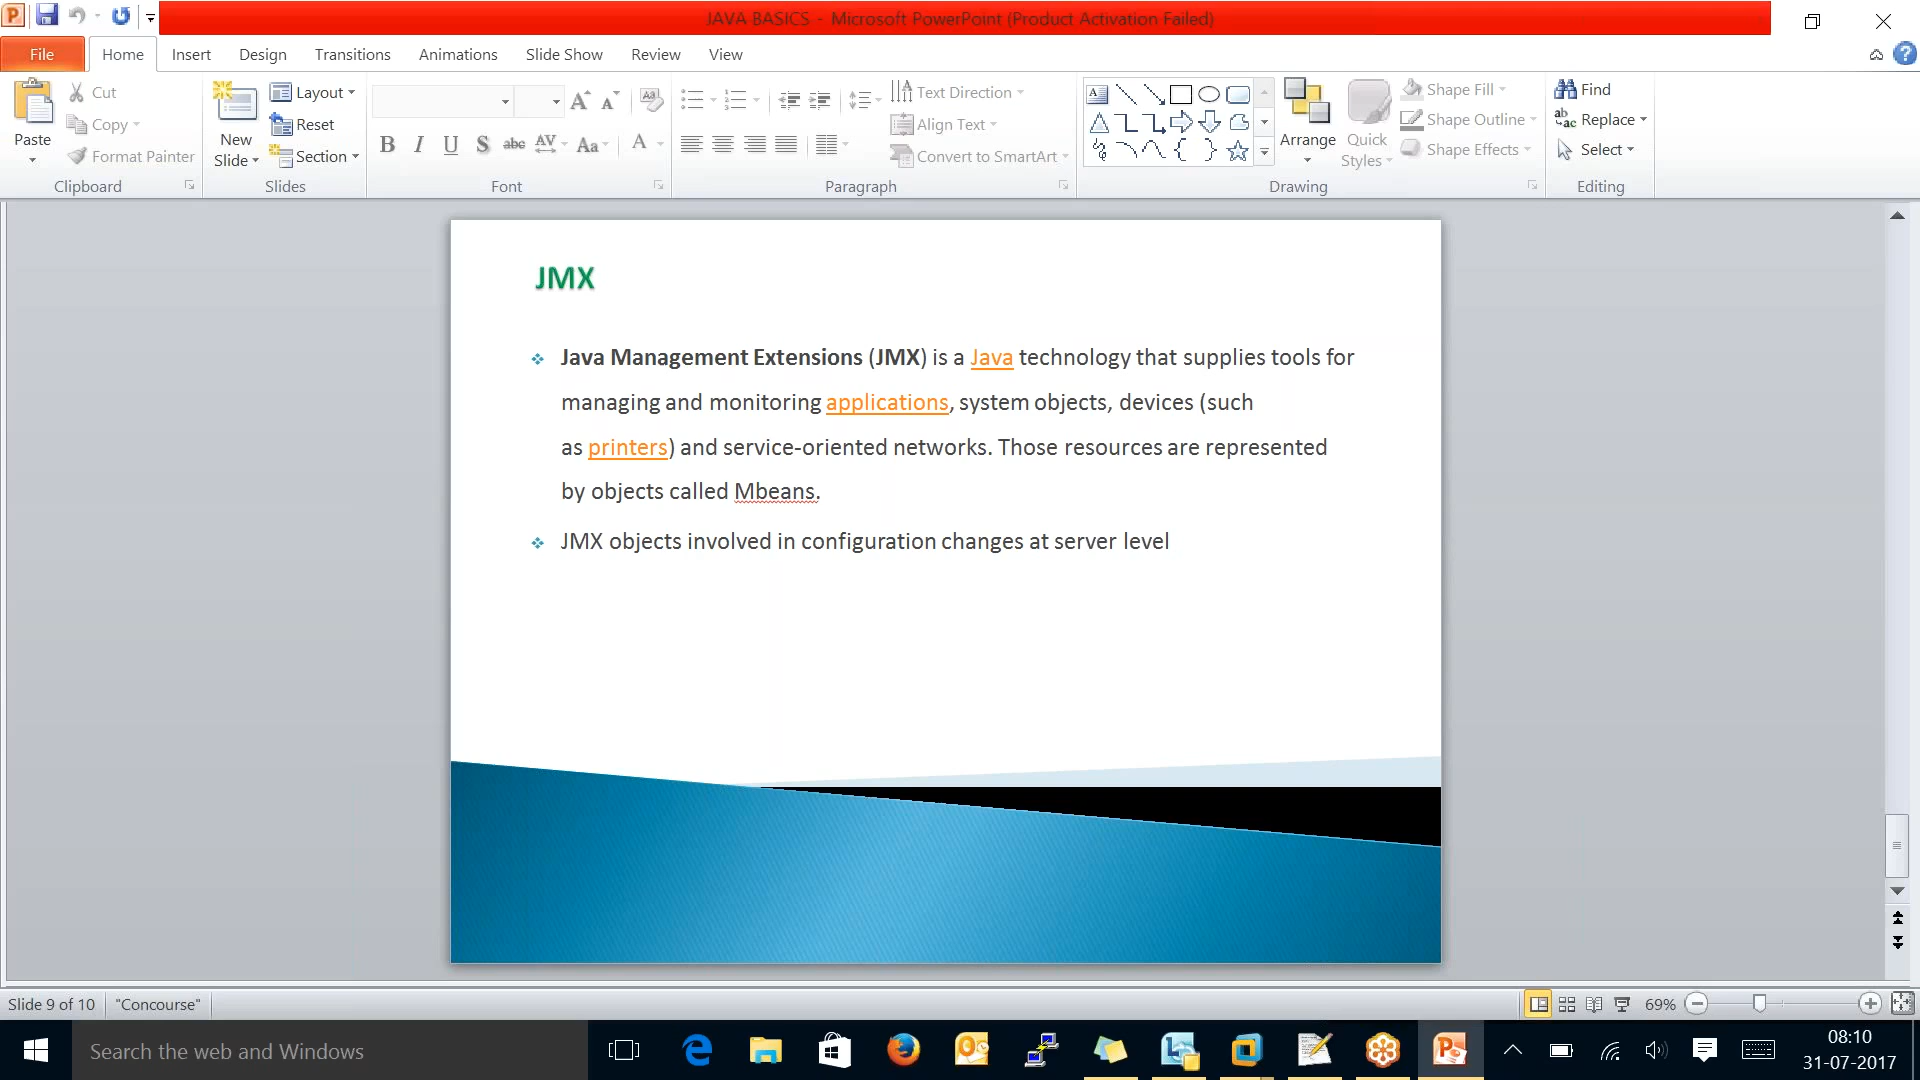 JAVA BASICS - Microsoft PowerPoint (Product Activation Failed)
File Home Insert Design Transitions Animations Slide Show Review View
Paste
Cut
Copy
Format Painter
Clipboard
New
Slide
Layout
Reset
Section
Slides
B I U S abc AV Aa A
Font
Text Direction
Align Text
Convert to SmartArt
Paragraph
Arrange
Quick
Styles
Shape Fill
Shape Outline
Shape Effects
Drawing
Find
Replace
Select
Editing
JMX
Java Management Extensions (JMX) is a Java technology that supplies tools for
managing and monitoring applications, system objects, devices (such
as printers) and service-oriented networks. Those resources are represented
by objects called Mbeans.
JMX objects involved in configuration changes at server level
Slide 9 of 10 "Concourse" 69%
Search the web and Windows
08:10
31-07-2017